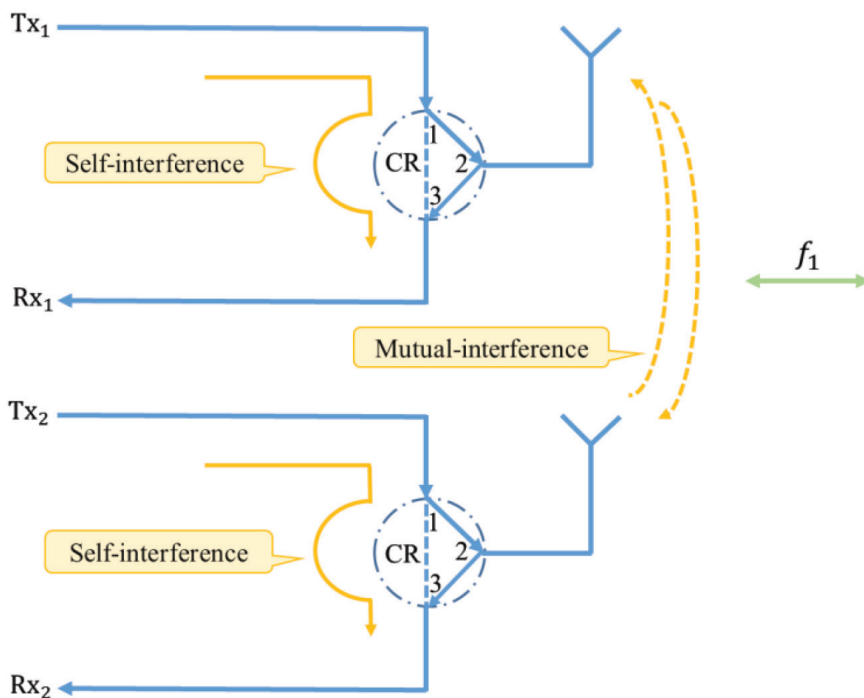 Tx₁
1
Self-interference
CR
2
3
f₁
Rx₁
Mutual-interference
Tx₂
1
Self-interference
CR
2
3
Rx₂